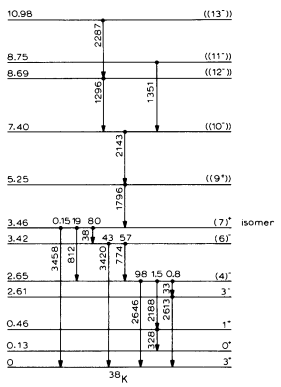 10.98 ((13⁻))
2287
8.75 ((11⁻))
8.69 ((12⁻))
1296 1351
7.40 ((10⁻))
2143
5.25 ((9⁺))
1796
3.46 0.15 19 80 (7)⁺ isomer
38
3.42 43 57 (6)⁻
3458 812 3420 774
2.65 98 1.5 0.8 (4)⁻
33
2.61 3⁻
2646 2188 2613
0.46 1⁺
328
0.13 0⁺
0 3⁺
³⁸K